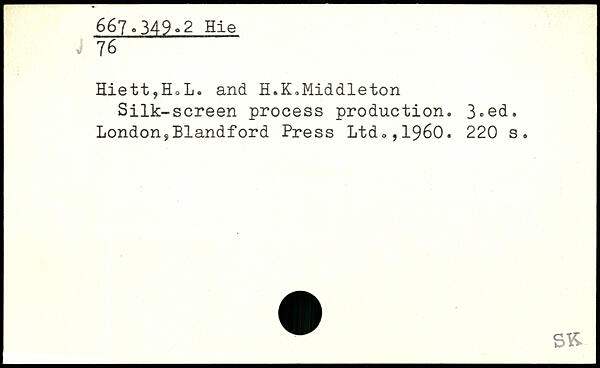 667.349.2 Hie
76
Hiett,H.L. and H.K.Middleton
Silk-screen process production. 3.ed.
London,Blandford Press Ltd.,1960. 220 s.
SK